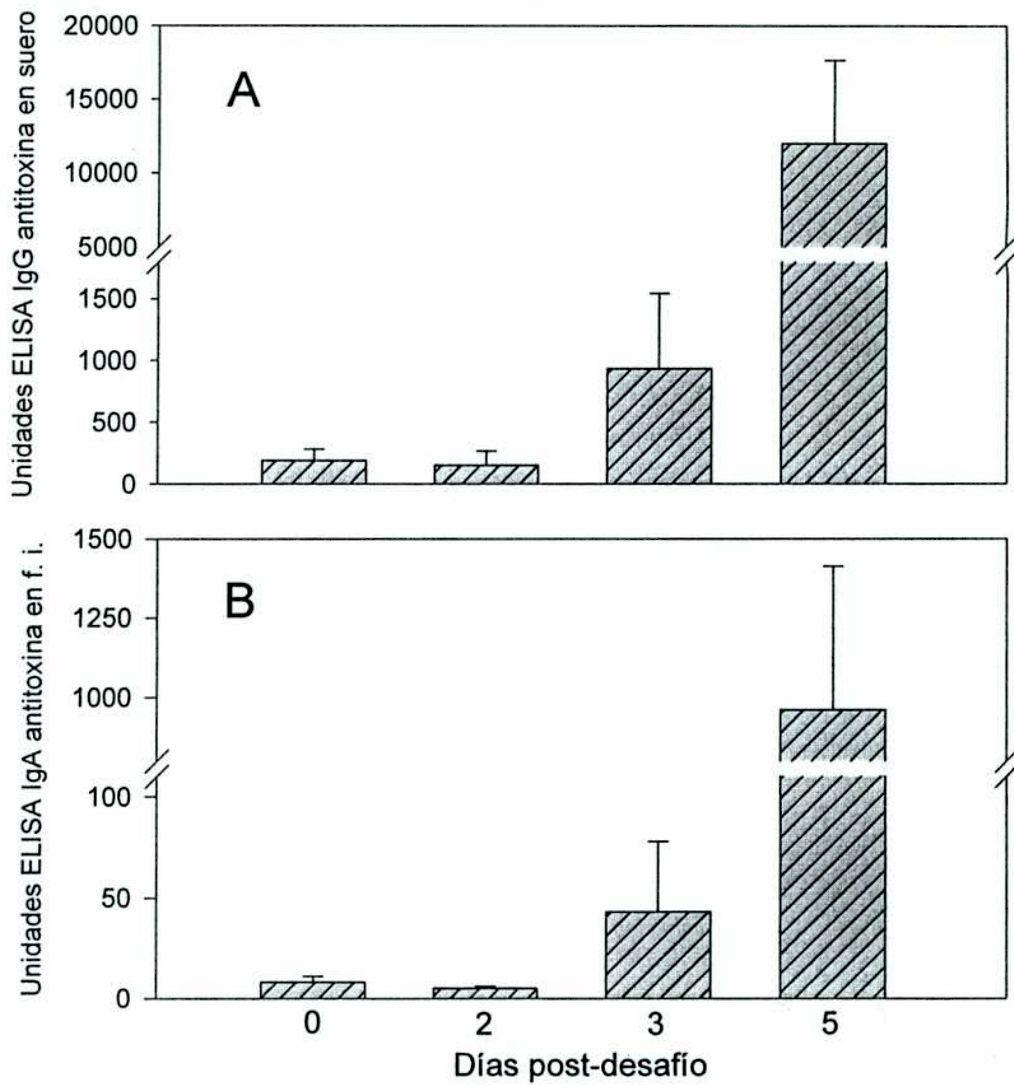 Unidades ELISA IgG antitoxina en suero
20000
15000
10000
5000
1500
1000
500
0
A
Unidades ELISA IgA antitoxina en f. i.
1500
1250
1000
100
50
0
B
0 2 3 5
Días post-desafío